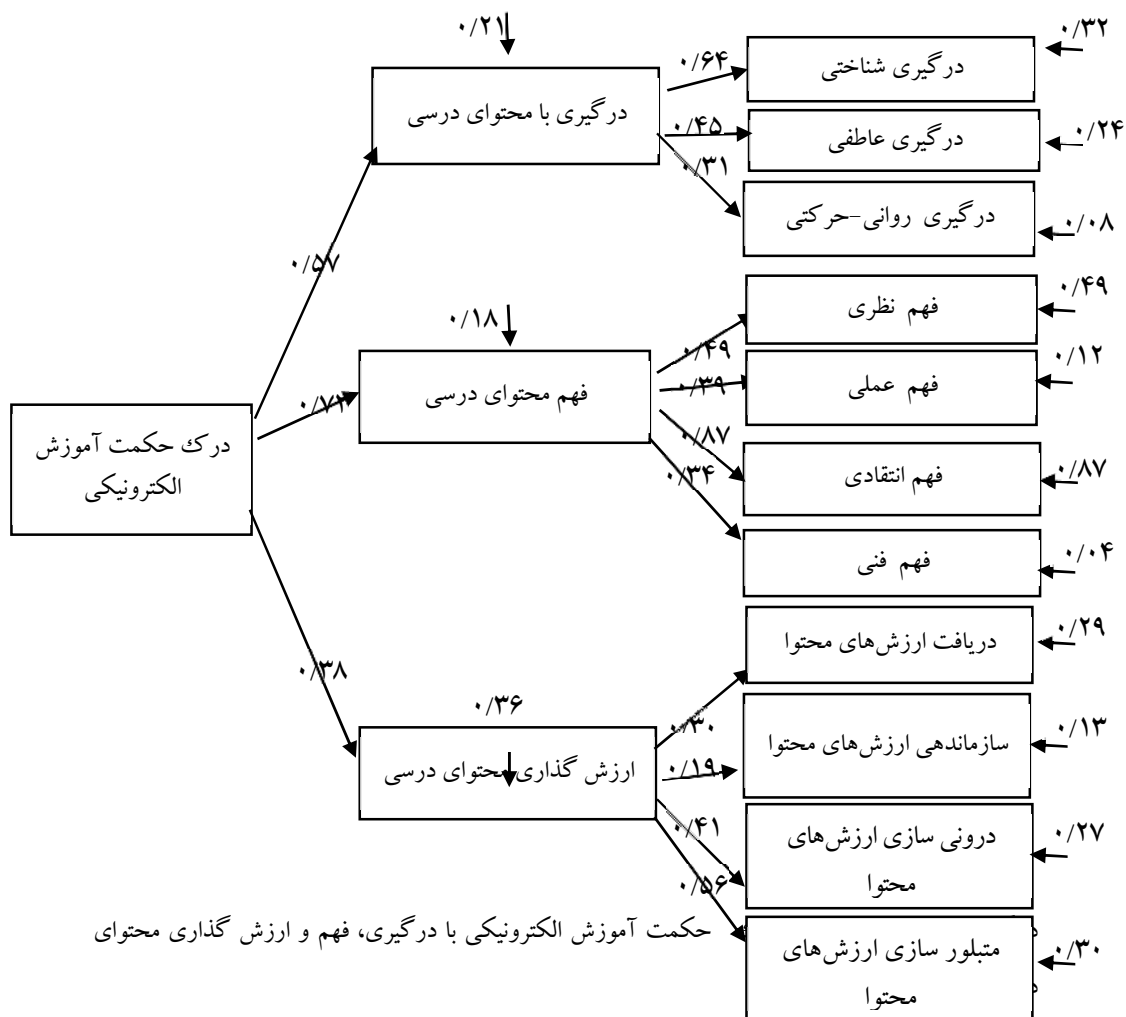 ۰/۲۱
۰/۳۲
درگیری شناختی
۰/۶۴
درگیری با محتوای درسی
۰/۴۵
درگیری عاطفی
۰/۲۴
۰/۳۱
درگیری روانی-حرکتی
۰/۰۸
۰/۵۷
۰/۱۸
فهم نظری
۰/۴۹
۰/۴۹
فهم محتوای درسی
۰/۳۹
فهم عملی
۰/۱۲
۰/۷۲
درک حکمت آموزش
الکترونیکی
۰/۸۷
فهم انتقادی
۰/۸۷
۰/۳۴
فهم فنی
۰/۰۴
دریافت ارزش‌های محتوا
۰/۲۹
۰/۳۸
۰/۳۶
۰/۳۰
ارزش گذاری محتوای درسی
۰/۱۹
سازماندهی ارزش‌های محتوا
۰/۱۳
۰/۴۱
درونی سازی ارزش‌های
محتوا
۰/۲۷
۰/۵۶
حکمت آموزش الکترونیکی با درگیری، فهم و ارزش گذاری محتوای
متبلور سازی ارزش‌های
محتوا
۰/۳۰